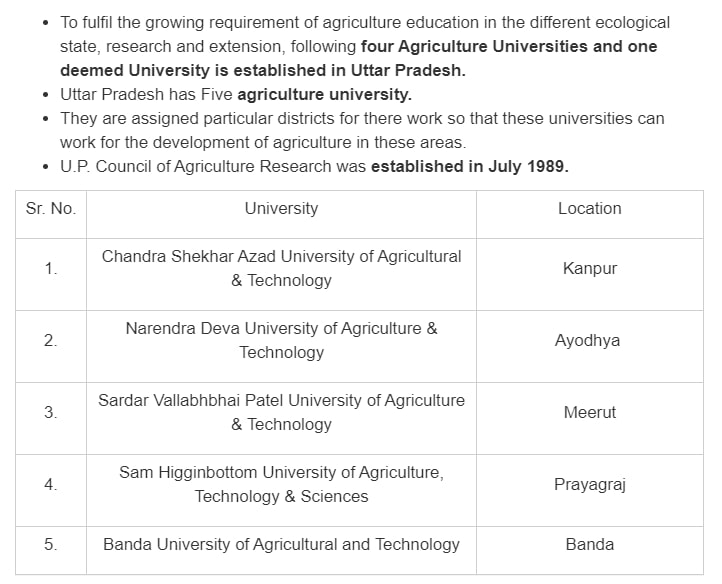 To fulfil the growing requirement of agriculture education in the different ecological
state, research and extension, following four Agriculture Universities and one
deemed University is established in Uttar Pradesh.
Uttar Pradesh has Five agriculture university.
They are assigned particular districts for there work so that these universities can
work for the development of agriculture in these areas.
U.P. Council of Agriculture Research was established in July 1989.
Sr. No. University Location
1. Chandra Shekhar Azad University of Agricultural
& Technology Kanpur
2. Narendra Deva University of Agriculture &
Technology Ayodhya
3. Sardar Vallabhbhai Patel University of Agriculture
& Technology Meerut
4. Sam Higginbottom University of Agriculture,
Technology & Sciences Prayagraj
5. Banda University of Agricultural and Technology Banda